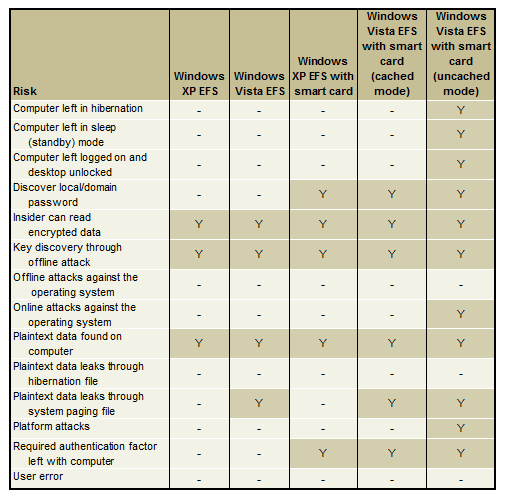 Risk | Windows XP EFS | Windows Vista EFS | Windows XP EFS with smart card | Windows Vista EFS with smart card (cached mode) | Windows Vista EFS with smart card (uncached mode)
Computer left in hibernation | - | - | - | - | Y
Computer left in sleep (standby) mode | - | - | - | - | Y
Computer left logged on and desktop unlocked | - | - | - | - | Y
Discover local/domain password | - | - | Y | Y | Y
Insider can read encrypted data | Y | Y | Y | Y | Y
Key discovery through offline attack | Y | Y | Y | Y | Y
Offline attacks against the operating system | - | - | - | - | -
Online attacks against the operating system | - | - | - | - | Y
Plaintext data found on computer | Y | Y | Y | Y | Y
Plaintext data leaks through hibernation file | - | - | - | - | -
Plaintext data leaks through system paging file | - | Y | - | Y | Y
Platform attacks | - | - | - | - | Y
Required authentication factor left with computer | - | - | Y | Y | Y
User error | - | - | - | - | -